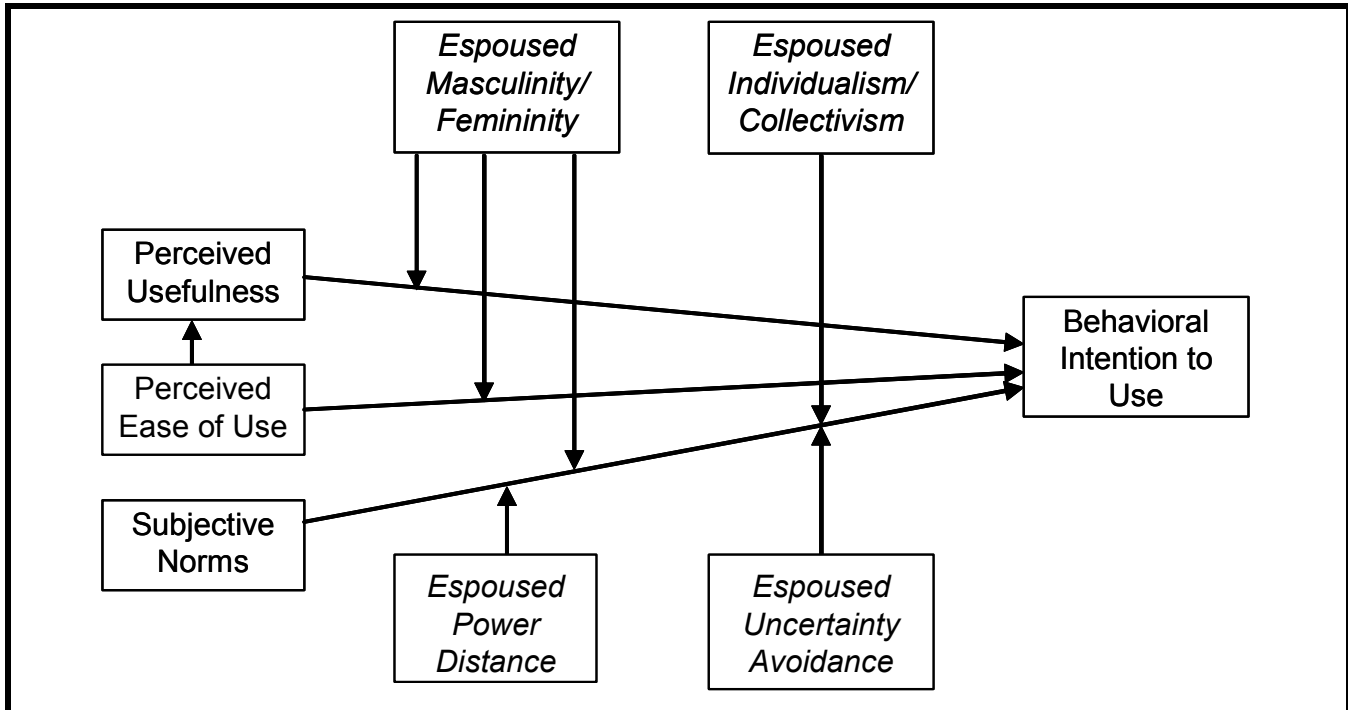 Espoused
Masculinity/
Femininity
Espoused
Individualism/
Collectivism
Perceived
Usefulness
Perceived
Ease of Use
Subjective
Norms
Behavioral
Intention to
Use
Espoused
Power
Distance
Espoused
Uncertainty
Avoidance